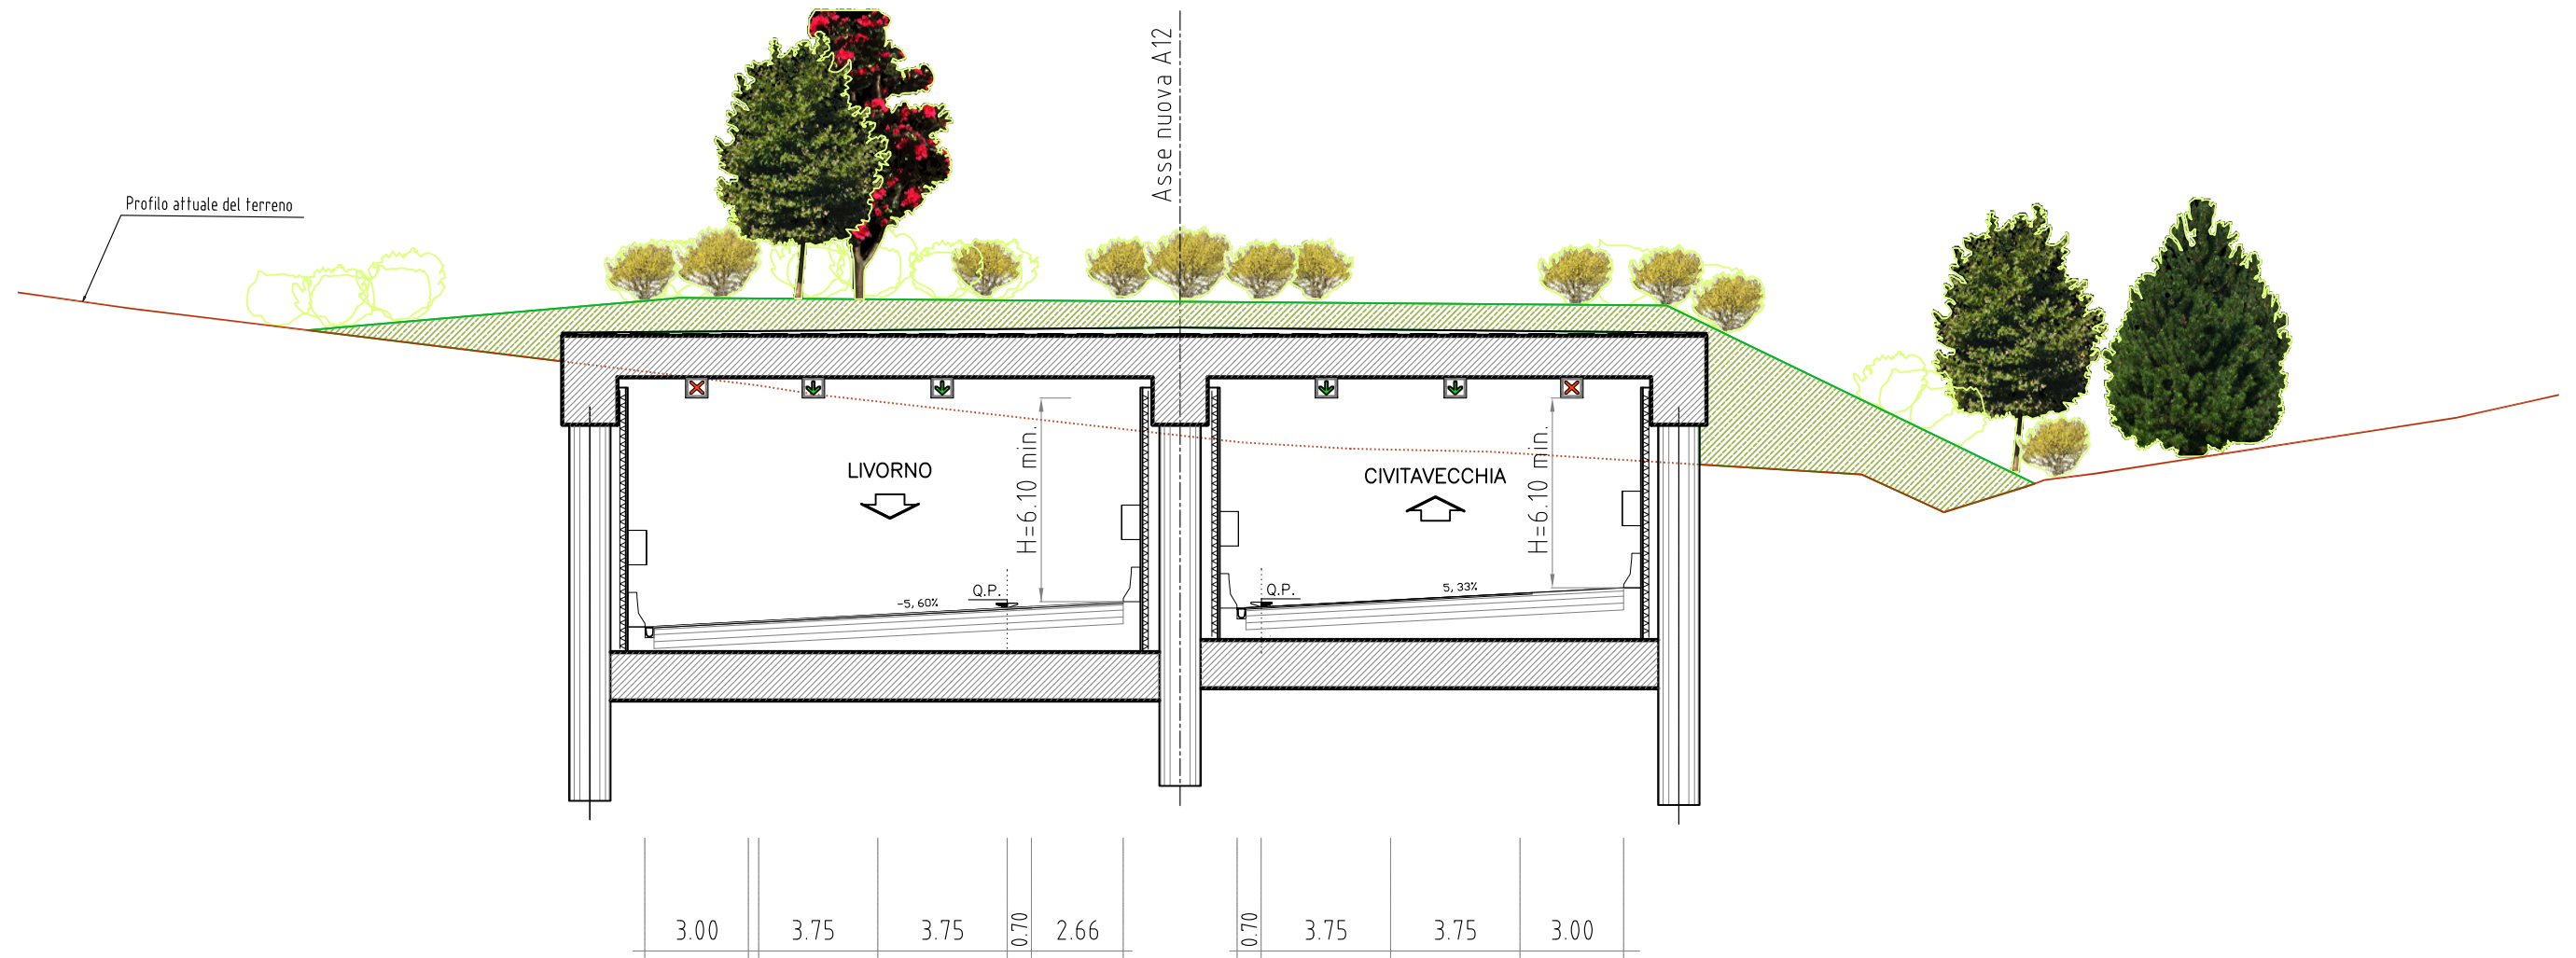 Asse nuova A12
Profilo attuale del terreno
LIVORNO
H=6.10 min.
CIVITAVECCHIA
H=6.10 min.
-5,60%
Q.P.
Q.P.
5,33%
3.00
3.75
3.75
0.70
2.66
0.70
3.75
3.75
3.00